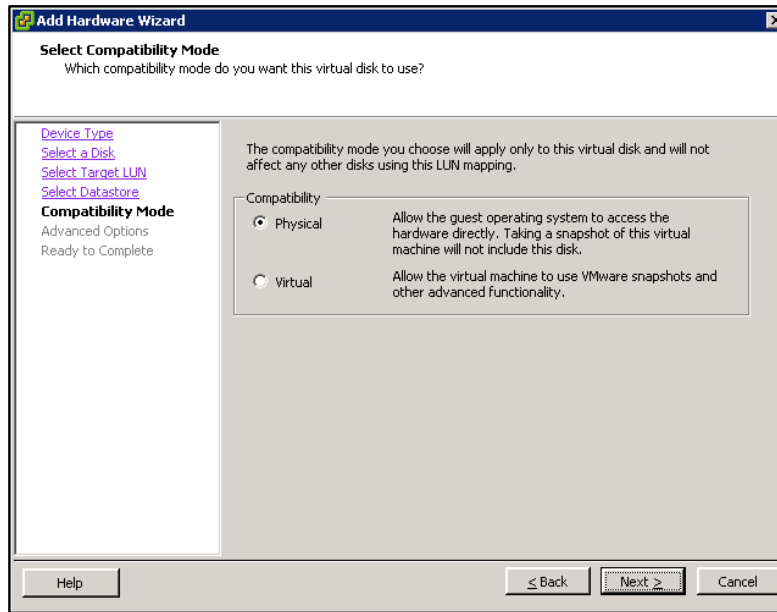 Add Hardware Wizard
Select Compatibility Mode
Which compatibility mode do you want this virtual disk to use?
Device Type
Select a Disk
Select Target LUN
Select Datastore
Compatibility Mode
Advanced Options
Ready to Complete
The compatibility mode you choose will apply only to this virtual disk and will not
affect any other disks using this LUN mapping.
Compatibility
Physical
Allow the guest operating system to access the
hardware directly. Taking a snapshot of this virtual
machine will not include this disk.
Virtual
Allow the virtual machine to use VMware snapshots and
other advanced functionality.
Help
< Back
Next >
Cancel